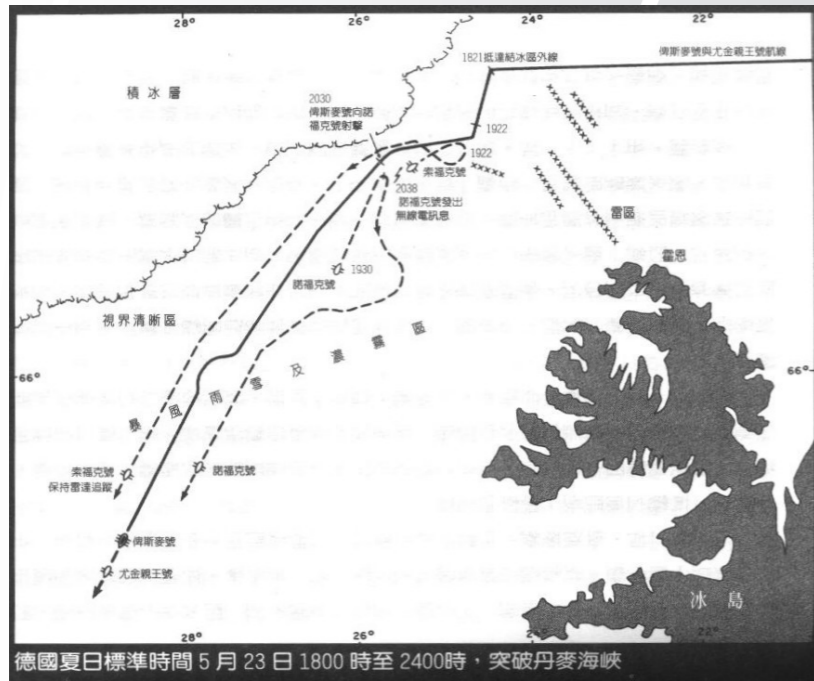 28°
26°
24°
22°
1821抵達結冰區外線
俾斯麥號與尤金親王號航線
積冰層
2030
俾斯麥號向諾
福克號射擊
1922
1922
索福克號
2038
諾福克號發出
無線電訊息
雷區
霍恩
1930
諾福克號
視界清晰區
66°
66°
暴風雨雪及濃霧區
索福克號
保持雷達追蹤
諾福克號
俾斯麥號
尤金親王號
冰島
28°
26°
24°
22°
德國夏日標準時間5月23日1800時至2400時，突破丹麥海峽